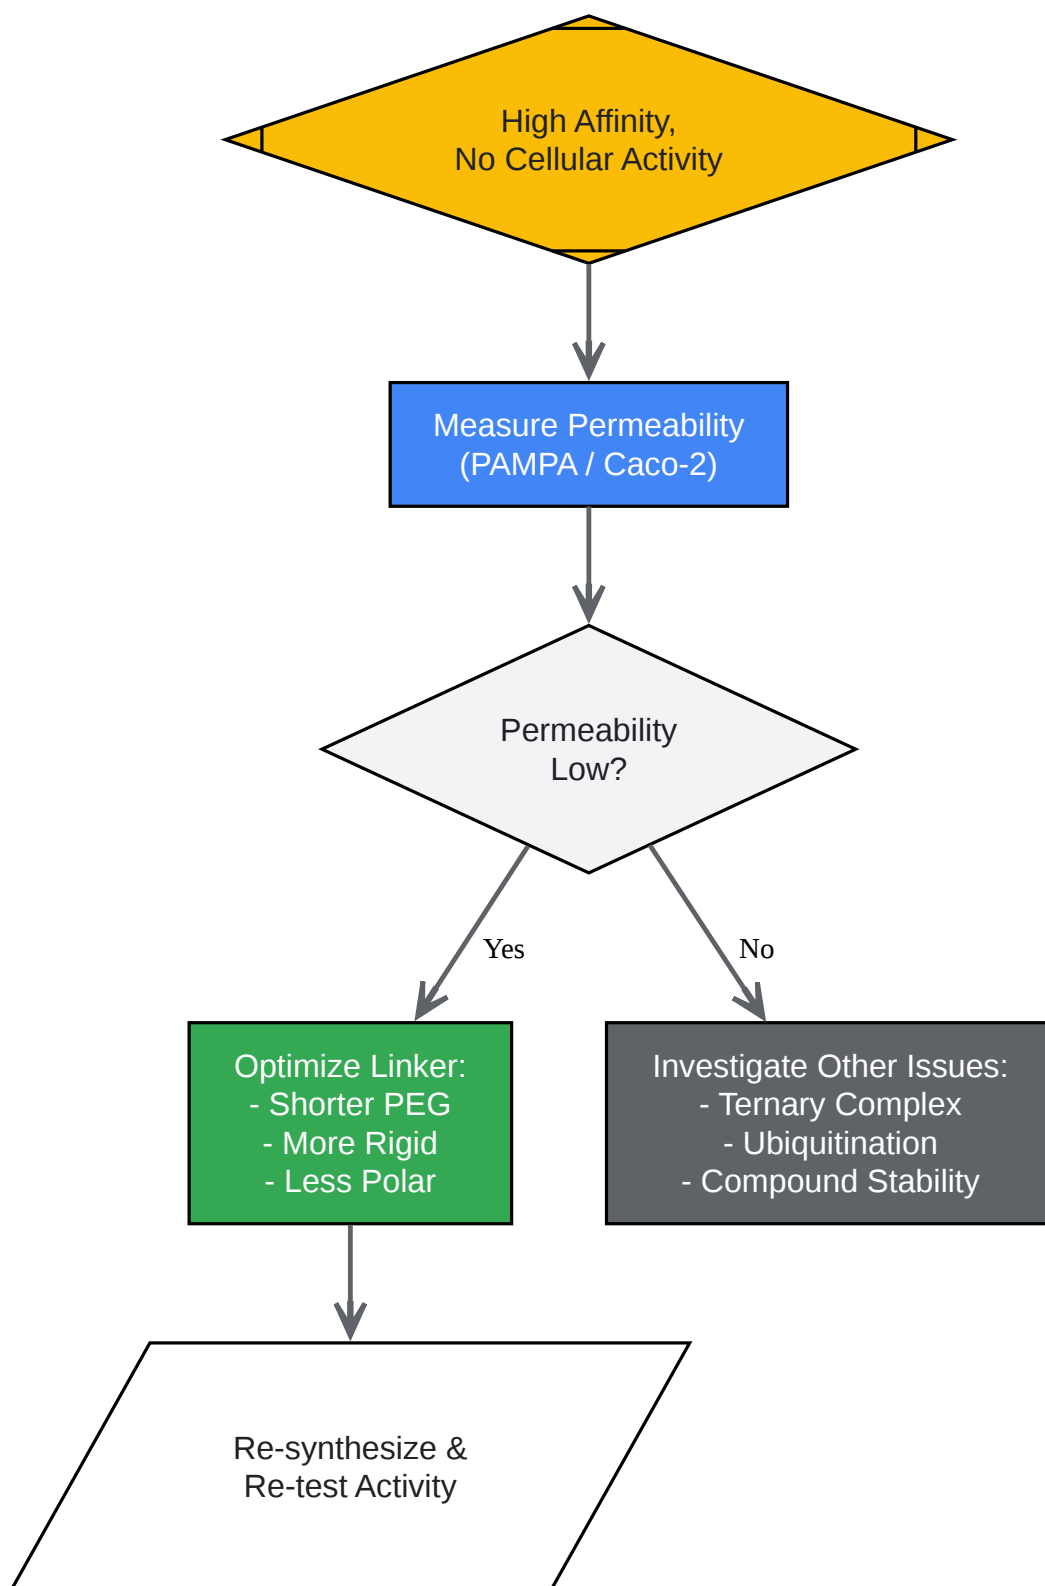 High Affinity,
No Cellular Activity
Measure Permeability
(PAMPA / Caco-2)
Permeability
Low?
Yes
No
Optimize Linker:
- Shorter PEG
- More Rigid
- Less Polar
Investigate Other Issues:
- Ternary Complex
- Ubiquitination
- Compound Stability
Re-synthesize &
Re-test Activity